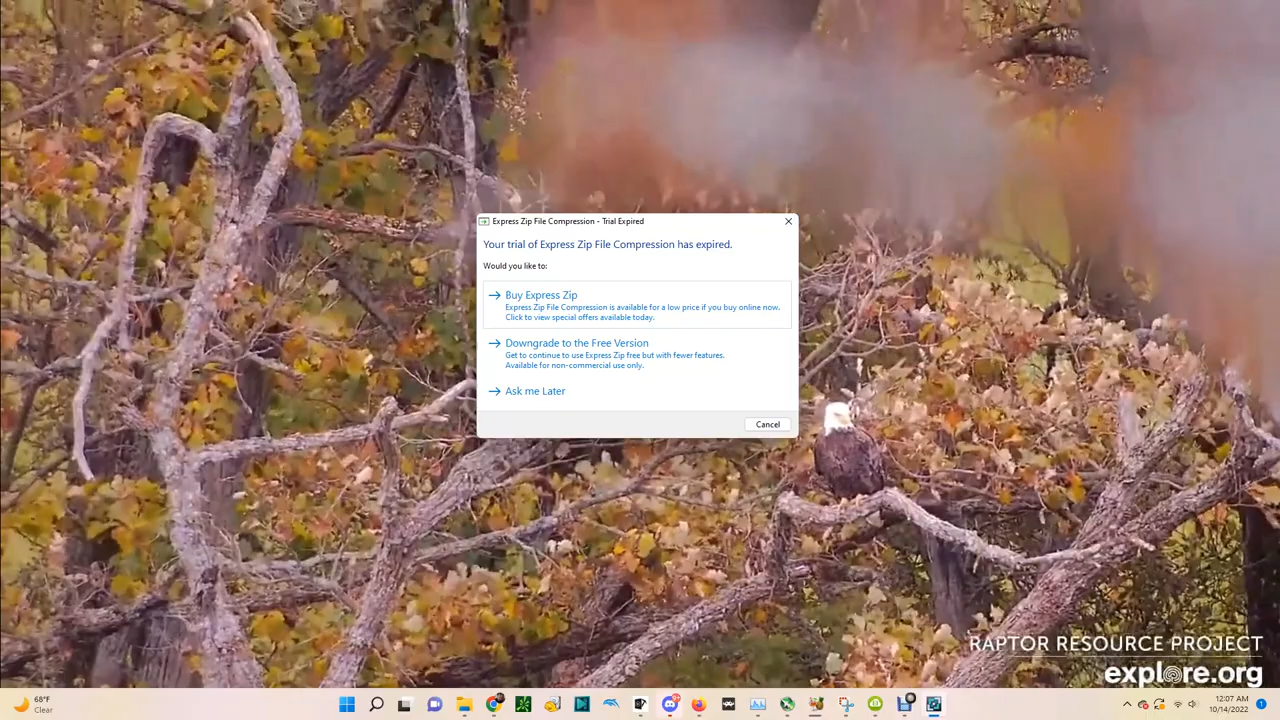 Express Zip File Compression - Trial Expired
Your trial of Express Zip File Compression has expired.
Would you like to:
Buy Express Zip
Express Zip File Compression is available for a low price if you buy online now.
Click to view special offers available today.
Downgrade to the Free Version
Get to continue to use Express Zip free but with fewer features.
Available for non-commercial use only.
Ask me Later
Cancel
RAPTOR RESOURCE PROJECT
explore.org
68°F
Clear
12:07 AM
10/14/2022